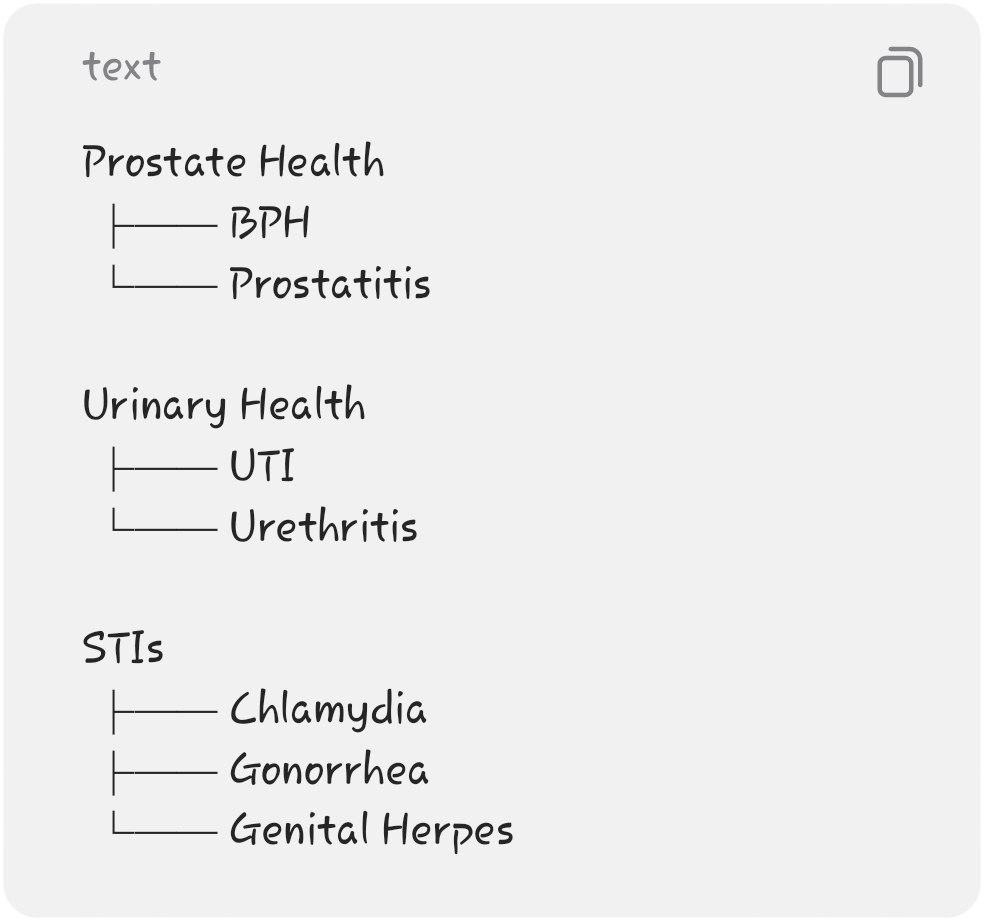 text
Prostate Health
├── BPH
└── Prostatitis
Urinary Health
├── UTI
└── Urethritis
STIs
├── Chlamydia
├── Gonorrhea
└── Genital Herpes